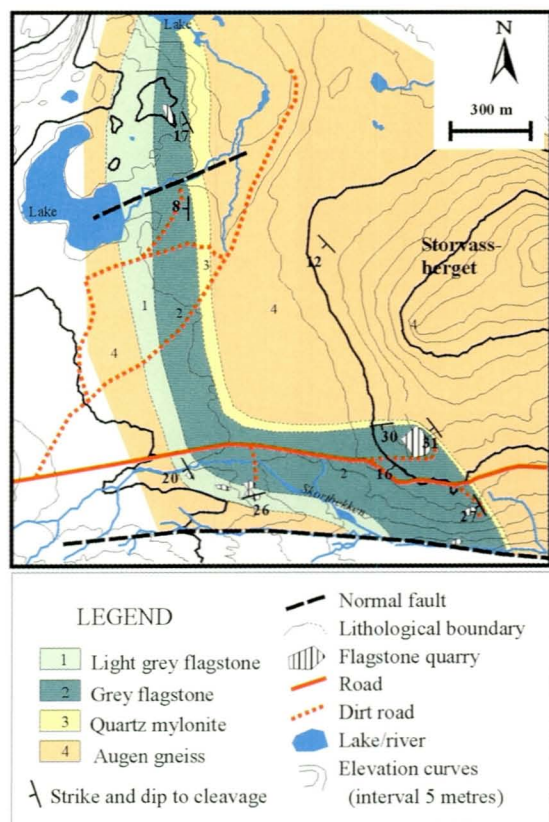 Lake
N
300 m
17
Lake
8
12
Storvass-
berget
3
1
2
4
4
4
30
31
20
2
16
26
Skortbekken
27
LEGEND
1 Light grey flagstone
2 Grey flagstone
3 Quartz mylonite
4 Augen gneiss
Strike and dip to cleavage
Normal fault
Lithological boundary
Flagstone quarry
Road
Dirt road
Lake/river
Elevation curves
(interval 5 metres)